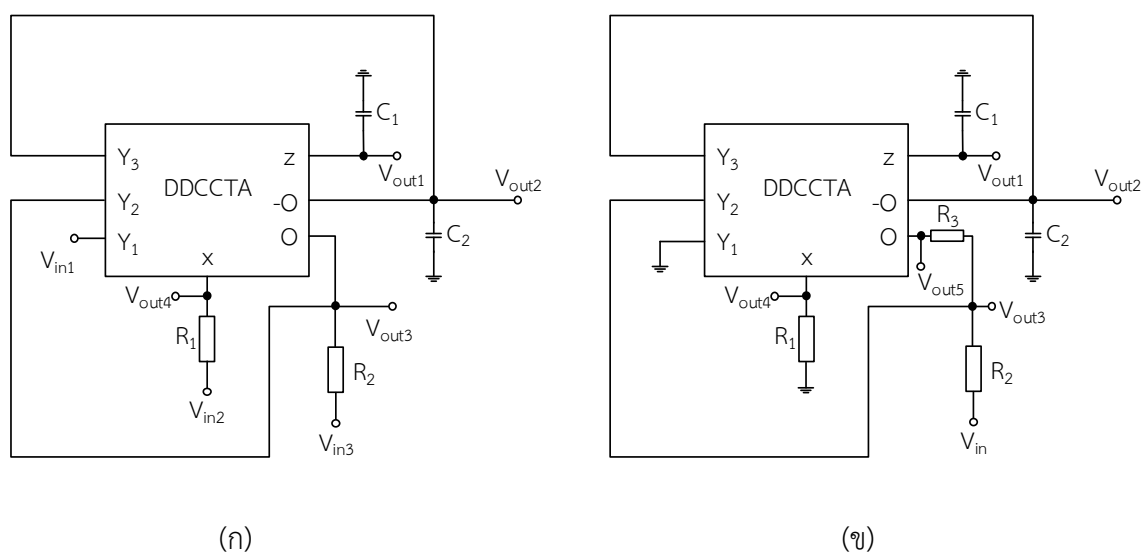 C₁
Y₃
Z
Vout1
Y₂
DDCCTA
-O
Vout2
Y₁
O
C₂
Vin1
X
Vout4
Vout3
R₁
R₂
Vin2
Vin3
(ก)
C₁
Y₃
Z
Vout1
Y₂
DDCCTA
-O
Vout2
R₃
Y₁
O
C₂
X
Vout5
Vout4
Vout3
R₁
R₂
Vin
(ข)